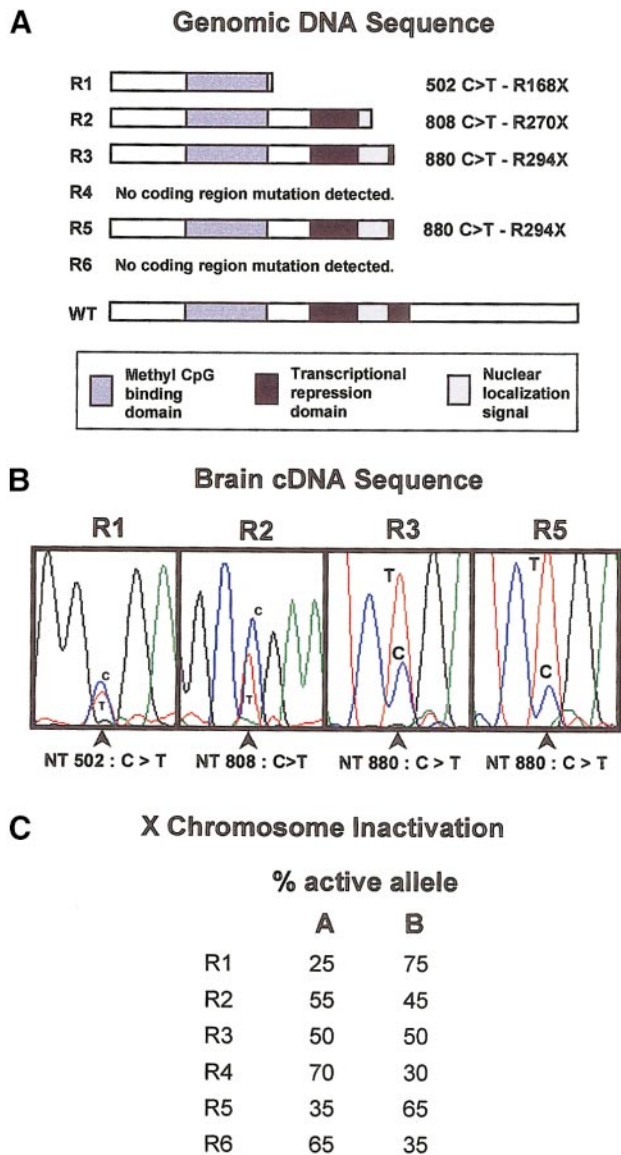 A Genomic DNA Sequence
R1 502 C>T - R168X
R2 808 C>T - R270X
R3 880 C>T - R294X
R4 No coding region mutation detected.
R5 880 C>T - R294X
R6 No coding region mutation detected.
WT
Methyl CpG binding domain
Transcriptional repression domain
Nuclear localization signal
B Brain cDNA Sequence
R1 R2 R3 R5
C T
C T
T C
T C
NT 502 : C > T NT 808 : C>T NT 880 : C > T NT 880 : C > T
C X Chromosome Inactivation
% active allele
A B
R1 25 75
R2 55 45
R3 50 50
R4 70 30
R5 35 65
R6 65 35